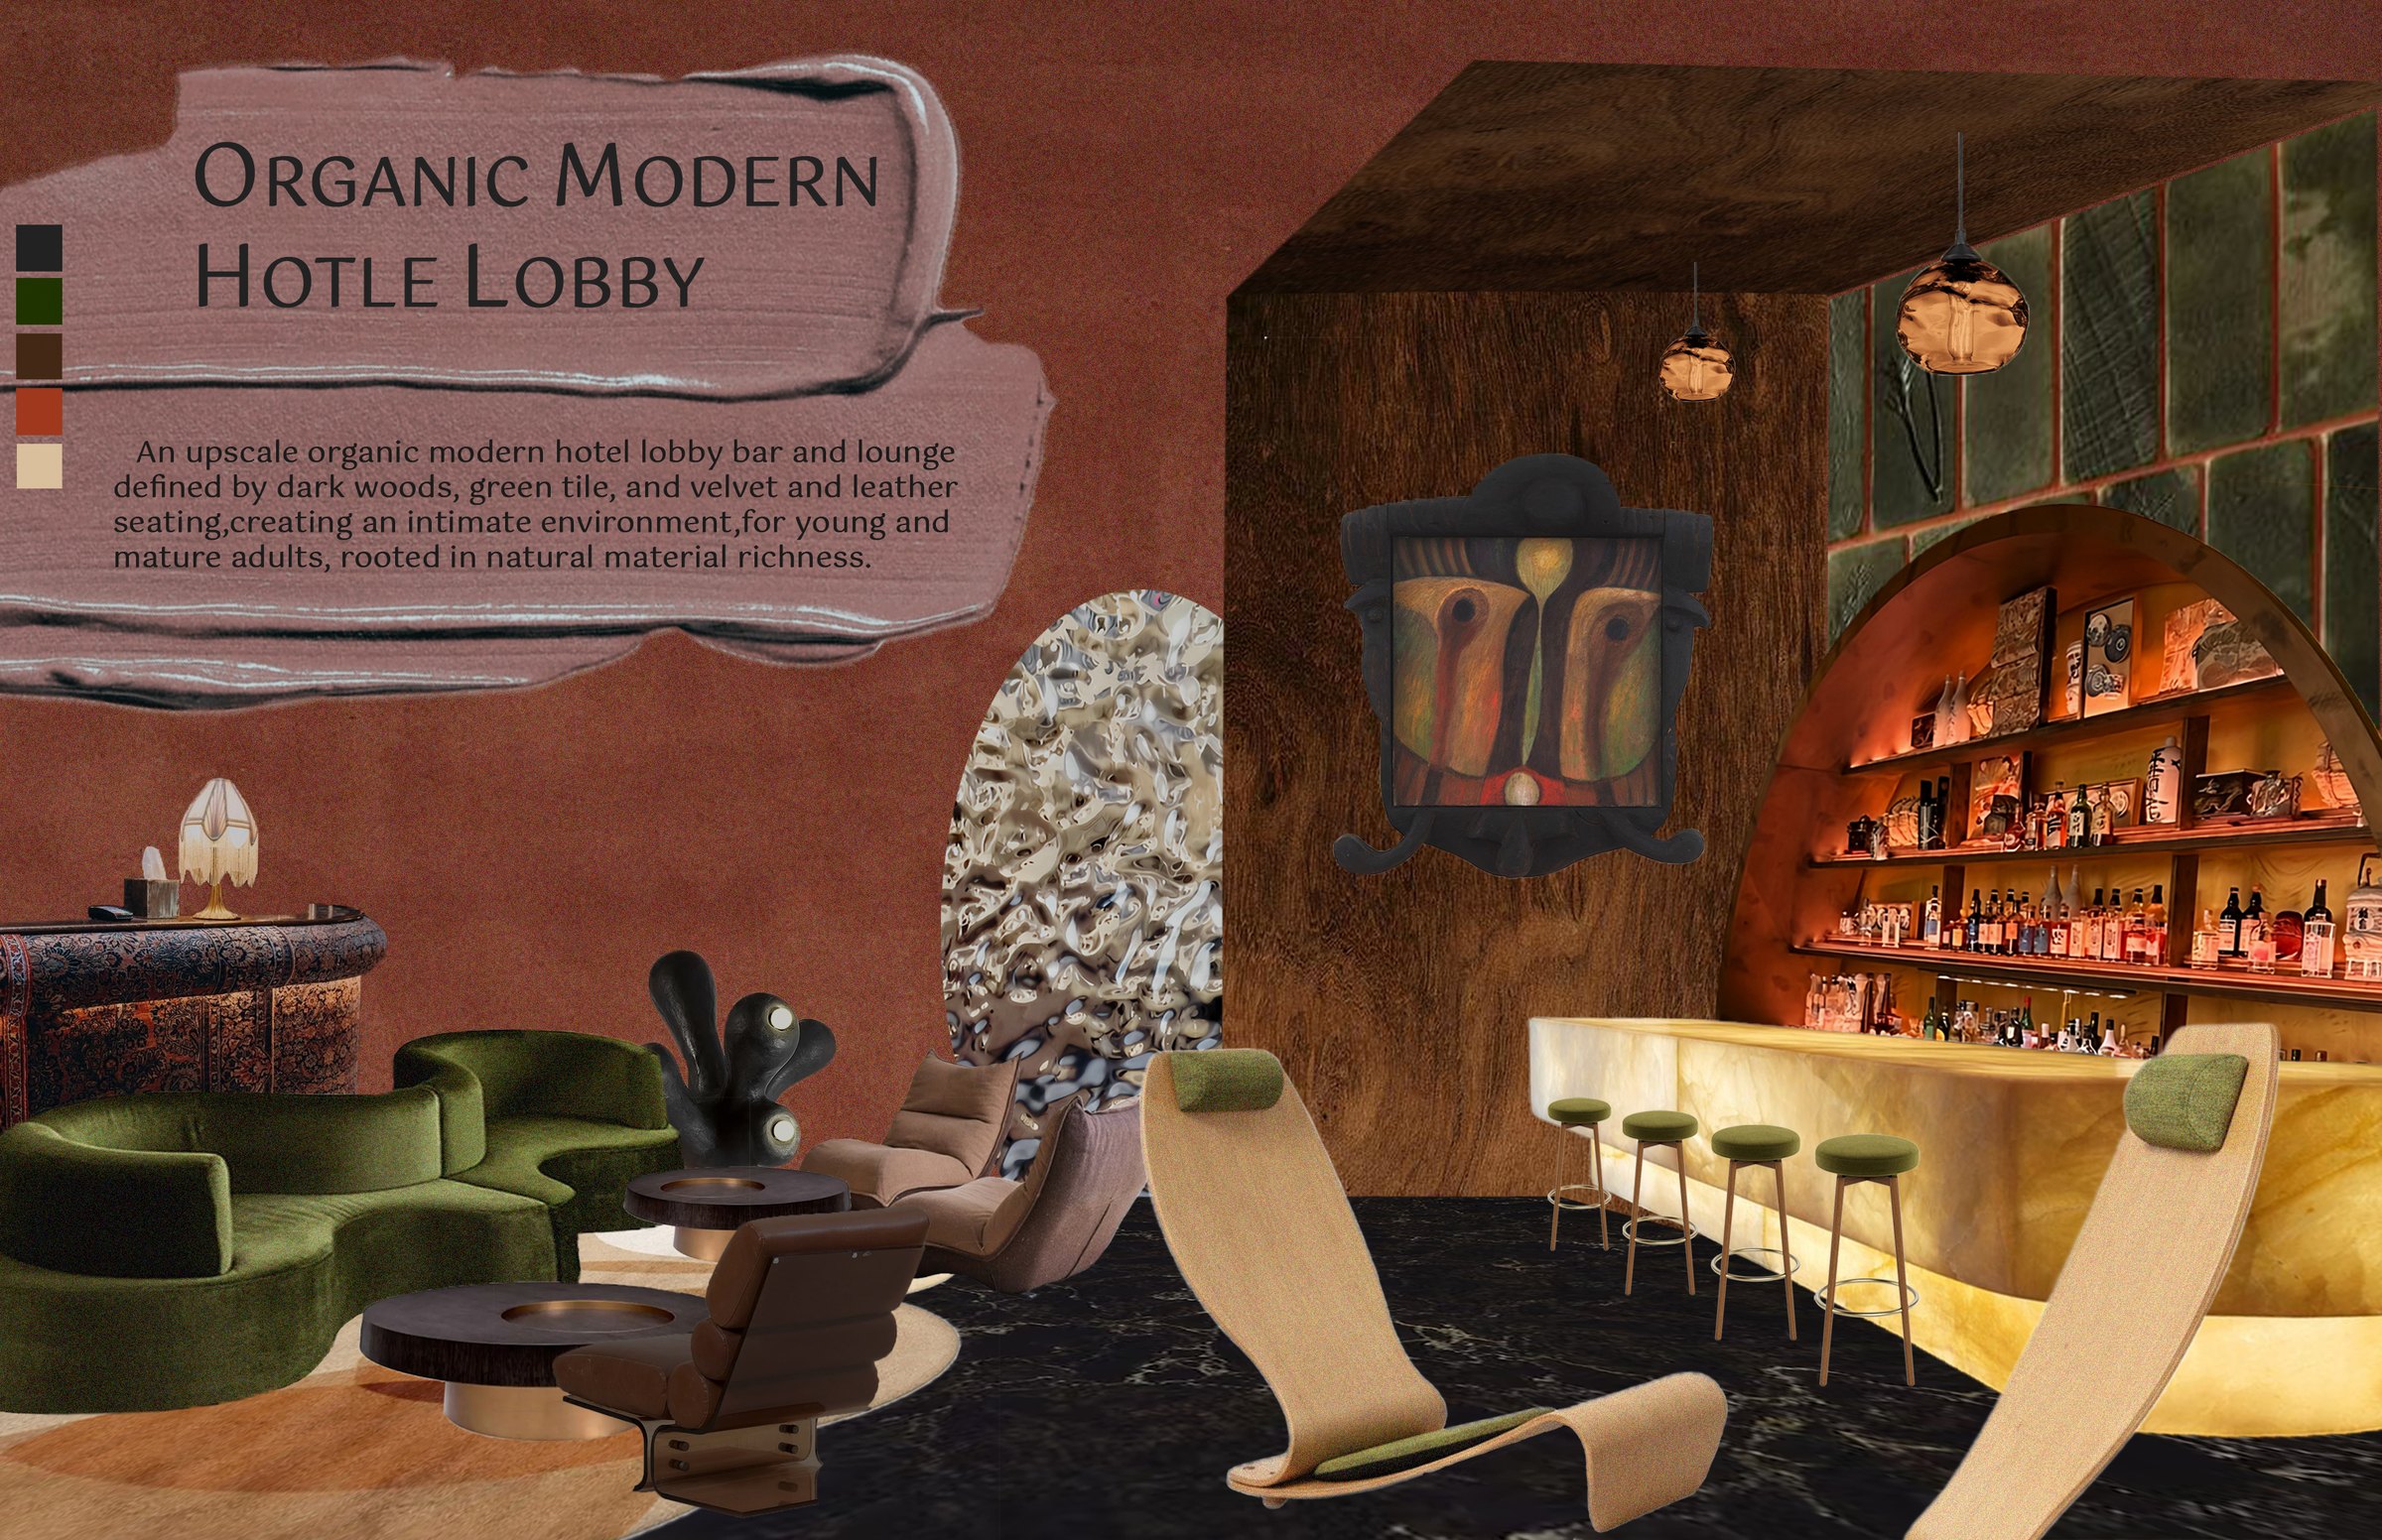 Organic Modern
Hotle Lobby
An upscale organic modern hotel lobby bar and lounge
defined by dark woods, green tile, and velvet and leather
seating,creating an intimate environment,for young and
mature adults, rooted in natural material richness.